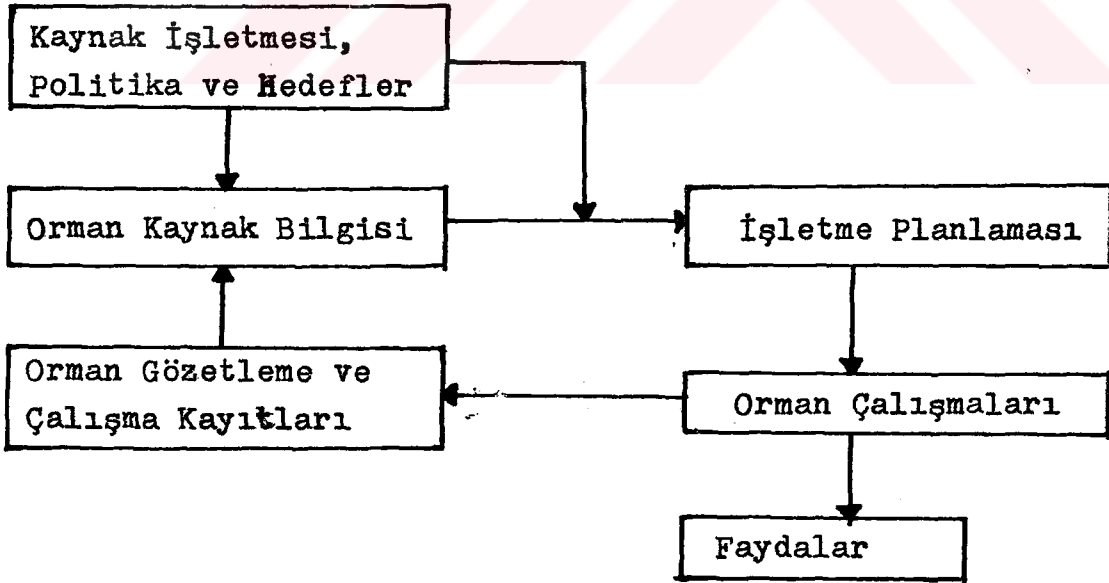 Kaynak İşletmesi,
Politika ve Hedefler
Orman Kaynak Bilgisi
İşletme Planlaması
Orman Gözetleme ve
Çalışma Kayıtları
Orman Çalışmaları
Faydalar